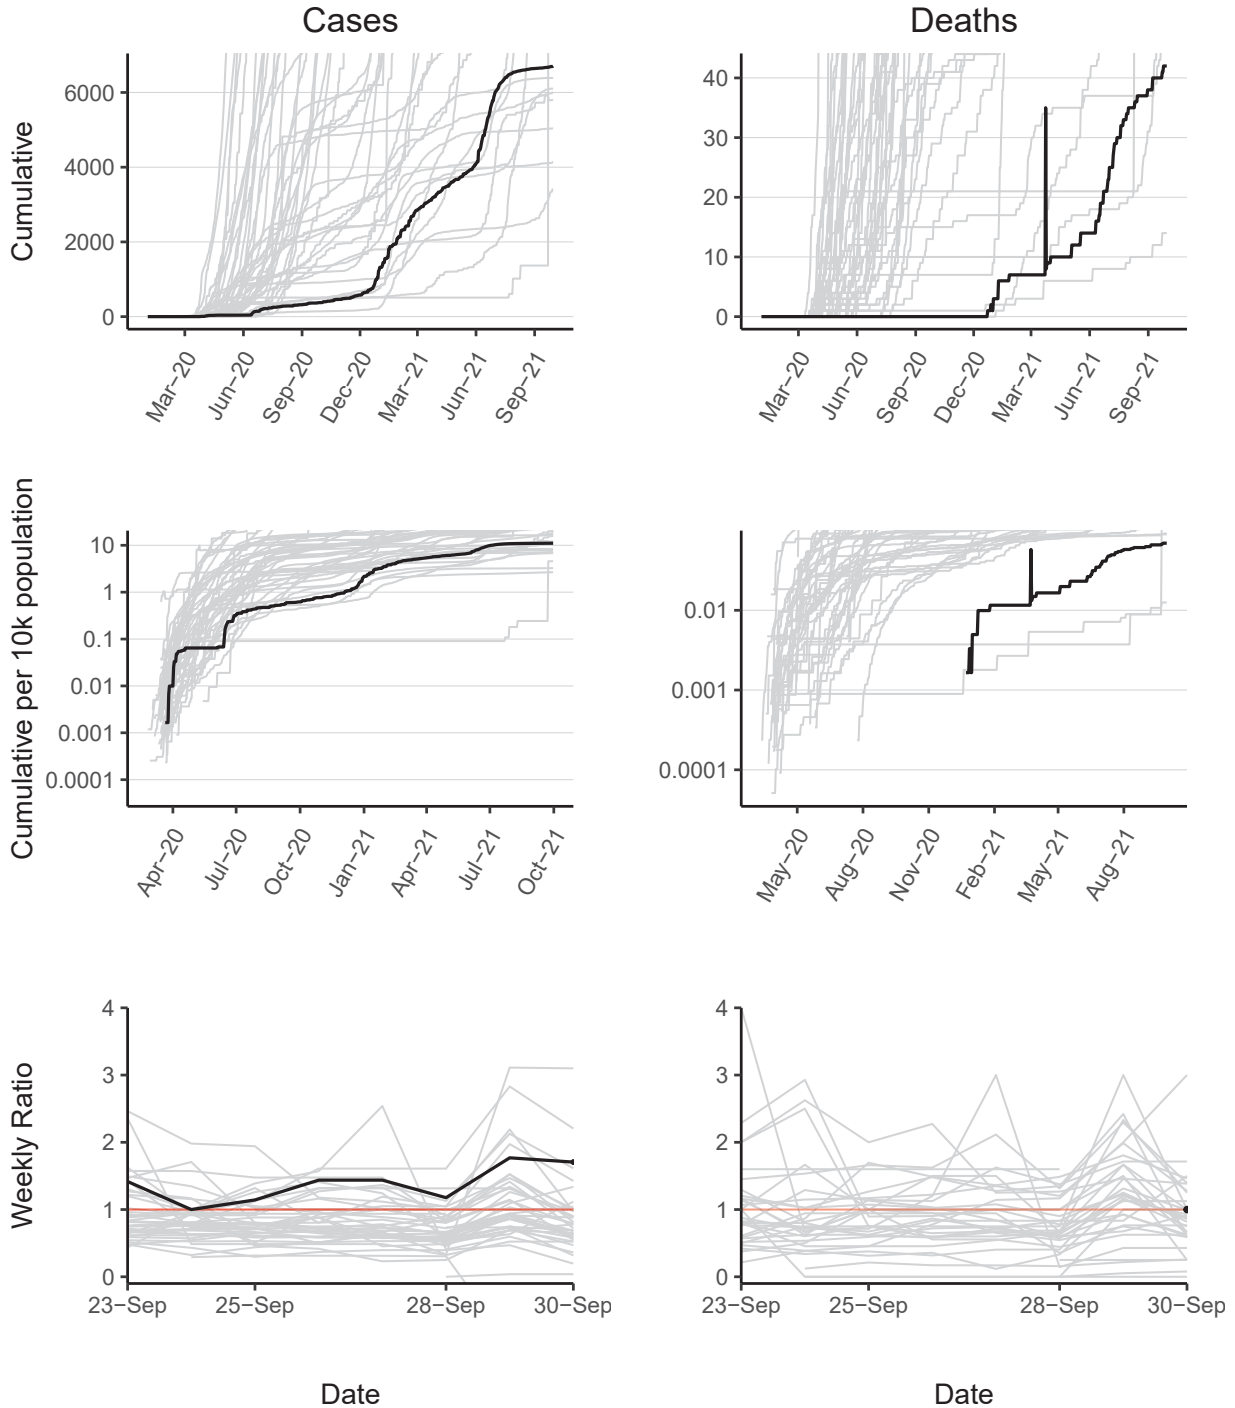 Cases
Deaths
Cumulative
6000
4000
2000
0
Mar−20
Jun−20
Sep−20
Dec−20
Mar−21
Jun−21
Sep−21
40
30
20
10
0
Mar−20
Jun−20
Sep−20
Dec−20
Mar−21
Jun−21
Sep−21
Cumulative per 10k population
10
1
0.1
0.01
0.001
0.0001
Apr−20
Jul−20
Oct−20
Jan−21
Apr−21
Jul−21
Oct−21
0.01
0.001
0.0001
May−20
Aug−20
Nov−20
Feb−21
May−21
Aug−21
Weekly Ratio
4
3
2
1
0
23−Sep
25−Sep
28−Sep
30−Sep
4
3
2
1
0
23−Sep
25−Sep
28−Sep
30−Sep
Date
Date